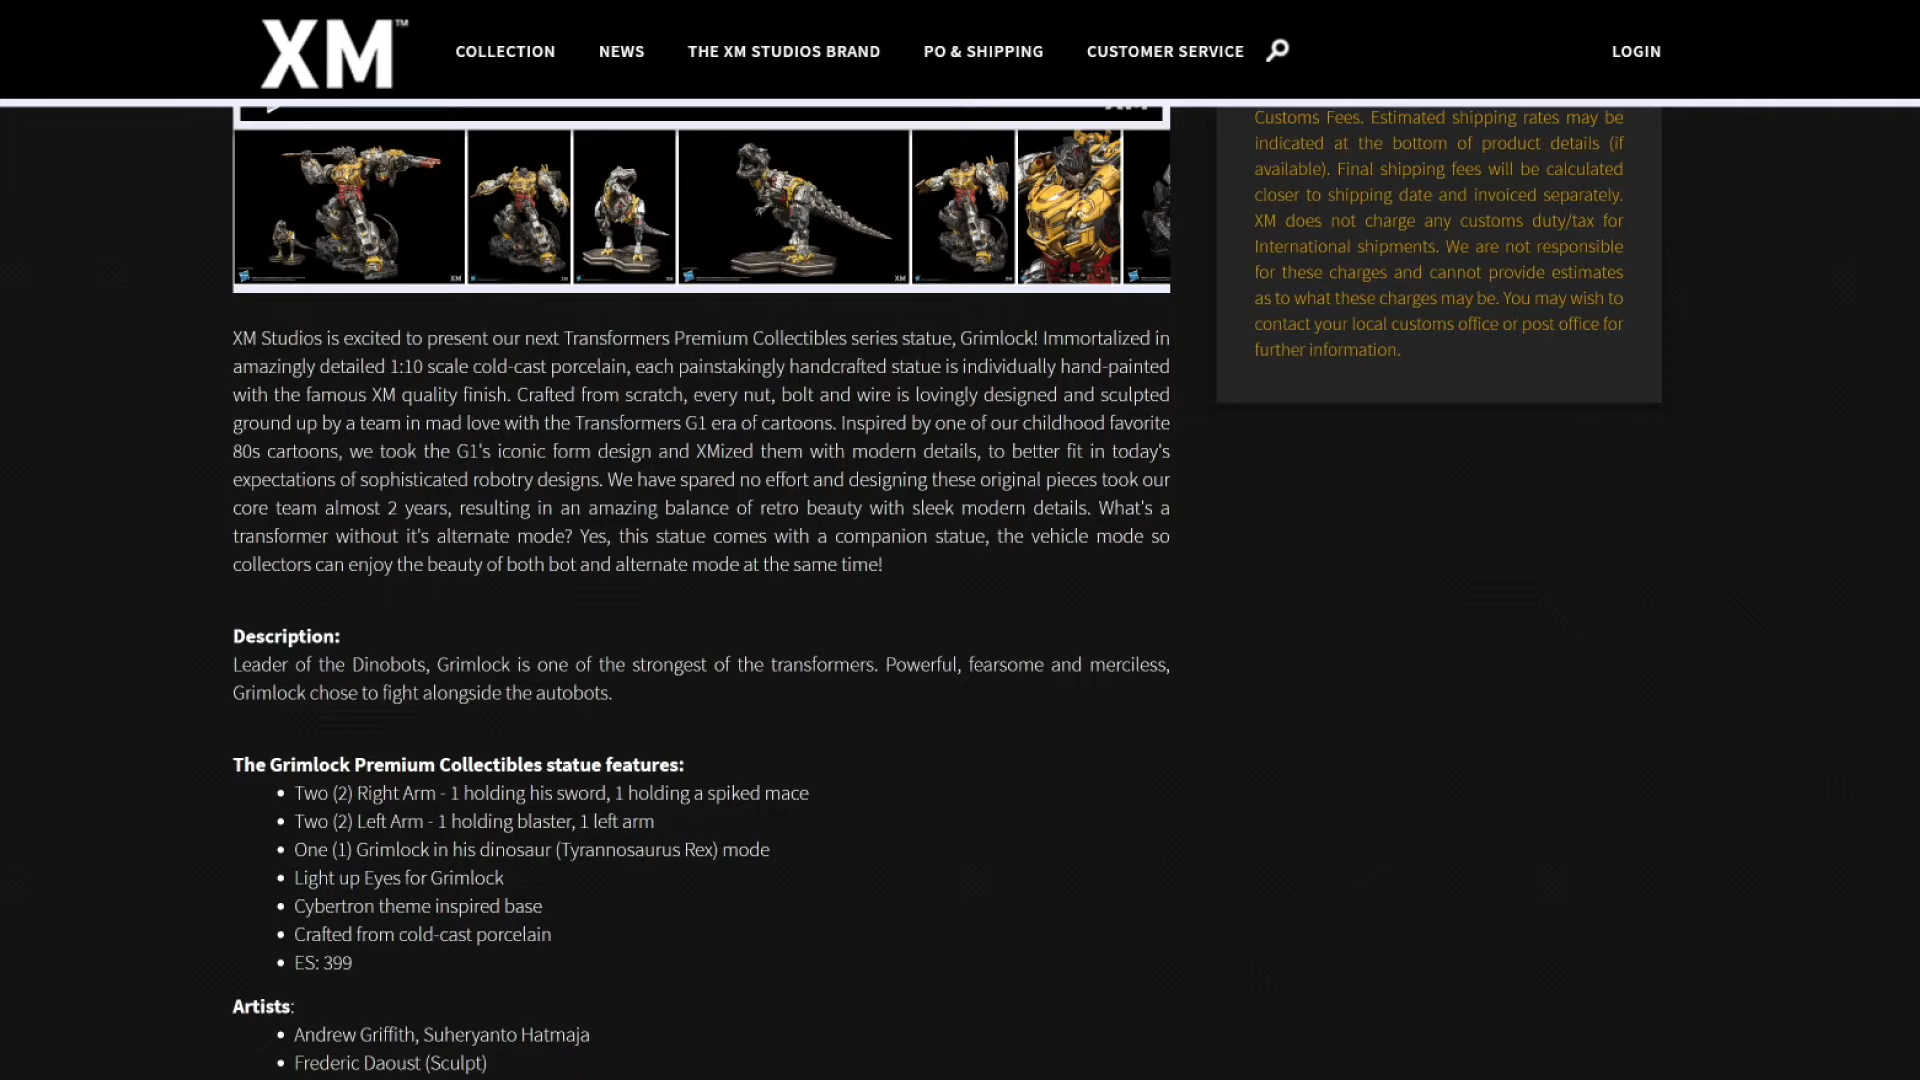 XM™
COLLECTION
NEWS
THE XM STUDIOS BRAND
PO & SHIPPING
CUSTOMER SERVICE
LOGIN
XM
XM
XM
XM
XM
XM
Customs Fees. Estimated shipping rates may be
indicated at the bottom of product details (if
available). Final shipping fees will be calculated
closer to shipping date and invoiced separately.
XM does not charge any customs duty/tax for
International shipments. We are not responsible
for these charges and cannot provide estimates
as to what these charges may be. You may wish to
contact your local customs office or post office for
further information.
XM Studios is excited to present our next Transformers Premium Collectibles series statue, Grimlock! Immortalized in
amazingly detailed 1:10 scale cold-cast porcelain, each painstakingly handcrafted statue is individually hand-painted
with the famous XM quality finish. Crafted from scratch, every nut, bolt and wire is lovingly designed and sculpted
ground up by a team in mad love with the Transformers G1 era of cartoons. Inspired by one of our childhood favorite
80s cartoons, we took the G1's iconic form design and XMized them with modern details, to better fit in today's
expectations of sophisticated robotry designs. We have spared no effort and designing these original pieces took our
core team almost 2 years, resulting in an amazing balance of retro beauty with sleek modern details. What's a
transformer without it's alternate mode? Yes, this statue comes with a companion statue, the vehicle mode so
collectors can enjoy the beauty of both bot and alternate mode at the same time!
Description:
Leader of the Dinobots, Grimlock is one of the strongest of the transformers. Powerful, fearsome and merciless,
Grimlock chose to fight alongside the autobots.
The Grimlock Premium Collectibles statue features:
• Two (2) Right Arm - 1 holding his sword, 1 holding a spiked mace
• Two (2) Left Arm - 1 holding blaster, 1 left arm
• One (1) Grimlock in his dinosaur (Tyrannosaurus Rex) mode
• Light up Eyes for Grimlock
• Cybertron theme inspired base
• Crafted from cold-cast porcelain
• ES: 399
Artists:
• Andrew Griffith, Suheryanto Hatmaja
• Frederic Daoust (Sculpt)